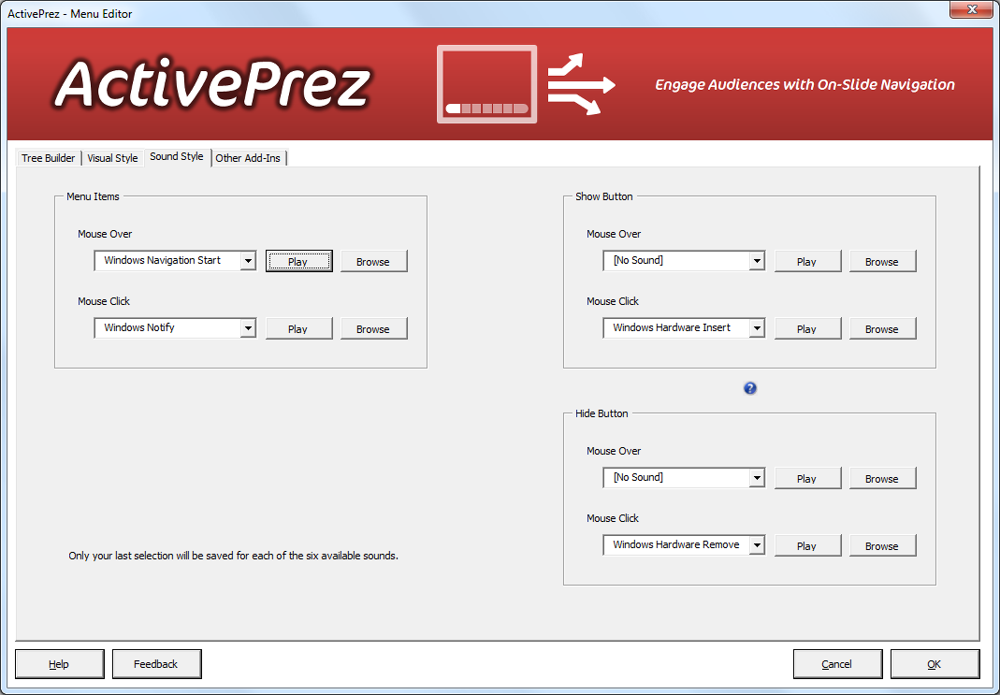 ActivePrez - Menu Editor
ActivePrez
Engage Audiences with On-Slide Navigation
Tree Builder
Visual Style
Sound Style
Other Add-Ins
Menu Items
Mouse Over
Windows Navigation Start
Play
Browse
Mouse Click
Windows Notify
Play
Browse
Show Button
Mouse Over
[No Sound]
Play
Browse
Mouse Click
Windows Hardware Insert
Play
Browse
?
Hide Button
Mouse Over
[No Sound]
Play
Browse
Mouse Click
Windows Hardware Remove
Play
Browse
Only your last selection will be saved for each of the six available sounds.
Help
Feedback
Cancel
OK